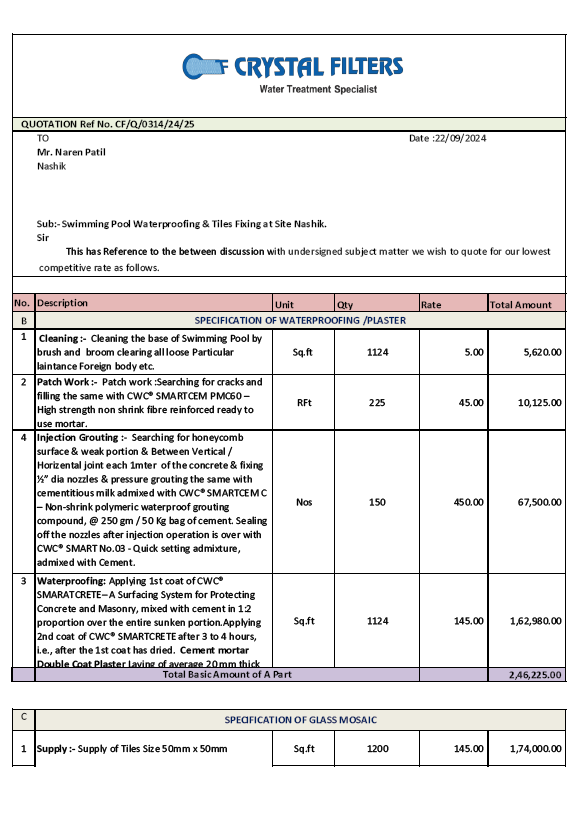 CRYSTAL FILTERS
Water Treatment Specialist
QUOTATION Ref No. CF/Q/0314/24/25
TO Date :22/09/2024
Mr. Naren Patil
Nashik
Sub:- Swimming Pool Waterproofing & Tiles Fixing at Site Nashik.
Sir
This has Reference to the between discussion with undersigned subject matter we wish to quote for our lowest
competitive rate as follows.
No. Description Unit Qty Rate Total Amount
B SPECIFICATION OF WATERPROOFING /PLASTER
1 Cleaning :- Cleaning the base of Swimming Pool by
brush and broom clearing all loose Particular
laintance Foreign body etc.
Sq.ft 1124 5.00 5,620.00
2 Patch Work :- Patch work :Searching for cracks and
filling the same with CWC® SMARTCEM PMC60 –
High strength non shrink fibre reinforced ready to
use mortar.
RFt 225 45.00 10,125.00
4 Injection Grouting :- Searching for honeycomb
surface & weak portion & Between Vertical /
Horizental joint each 1mter of the concrete & fixing
½” dia nozzles & pressure grouting the same with
cementitious milk admixed with CWC® SMARTCEM C
– Non-shrink polymeric waterproof grouting
compound, @ 250 gm / 50 Kg bag of cement. Sealing
off the nozzles after injection operation is over with
CWC® SMART No.03 - Quick setting admixture,
admixed with Cement.
Nos 150 450.00 67,500.00
3 Waterproofing: Applying 1st coat of CWC®
SMARATCRETE– A Surfacing System for Protecting
Concrete and Masonry, mixed with cement in 1:2
proportion over the entire sunken portion.Applying
2nd coat of CWC® SMARTCRETE after 3 to 4 hours,
i.e., after the 1st coat has dried. Cement mortar
Double Coat Plaster Laying of average 20 mm thick
Sq.ft 1124 145.00 1,62,980.00
Total Basic Amount of A Part 2,46,225.00
C SPECIFICATION OF GLASS MOSAIC
1 Supply :- Supply of Tiles Size 50mm x 50mm Sq.ft 1200 145.00 1,74,000.00